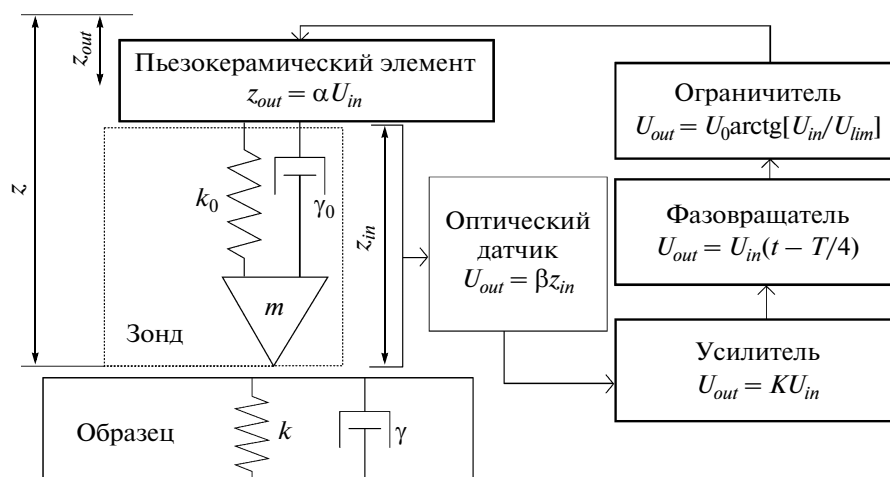 z
z_out
Пьезокерамический элемент
z_out = αU_in
k_0
γ_0
z_in
m
Зонд
Образец
k
γ
Оптический
датчик
U_out = βz_in
Ограничитель
U_out = U_0arctg[U_in/U_lim]
Фазовращатель
U_out = U_in(t – T/4)
Усилитель
U_out = KU_in